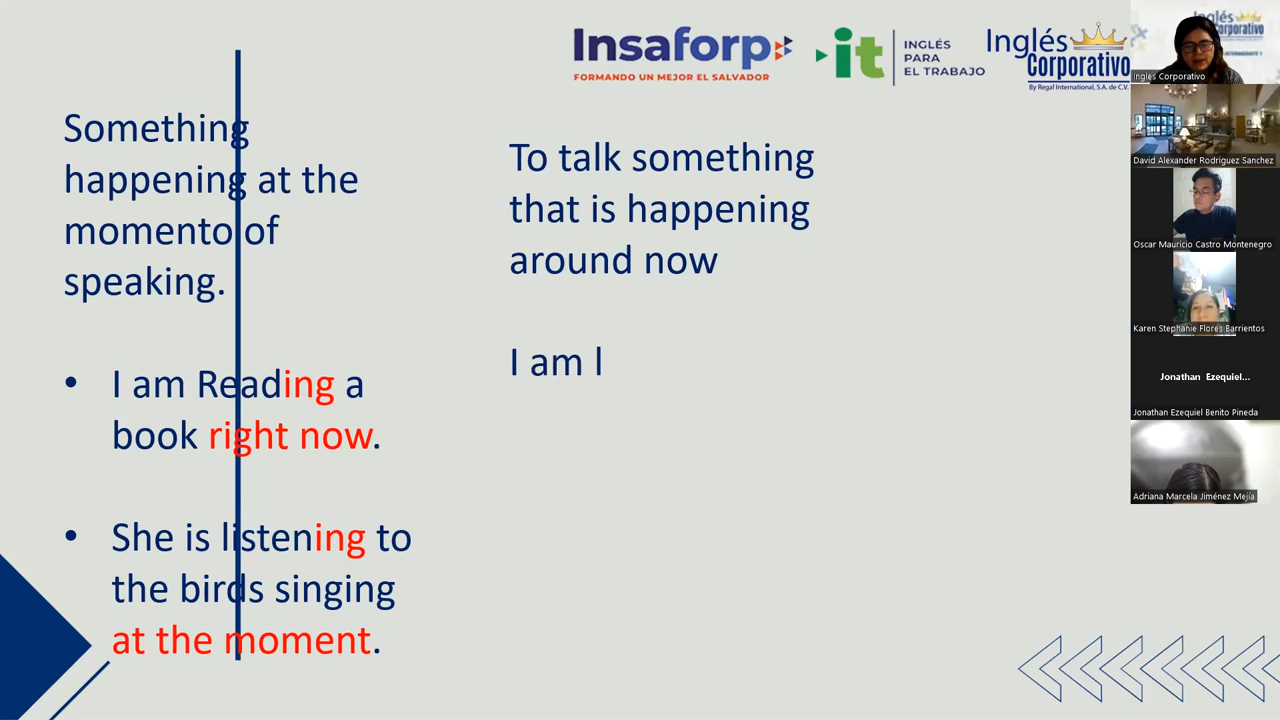 Insaforp
FORMANDO UN MEJOR EL SALVADOR
it
INGLÉS
PARA
EL TRABAJO
Inglés
Corporativo
By Regal International, S.A. de C.V.
Something
happening at the
momento of
speaking.
• I am Reading a
book right now.
• She is listening to
the birds singing
at the moment.
To talk something
that is happening
around now
I am l
Inglés
Corporativo
Ingles Corporativo
David Alexander Rodriguez Sanchez
Oscar Mauricio Castro Montenegro
Karen Stephanie Flores Barrientos
Jonathan Ezequiel...
Jonathan Ezequiel Benito Pineda
Adriana Marcela Jiménez Mejía